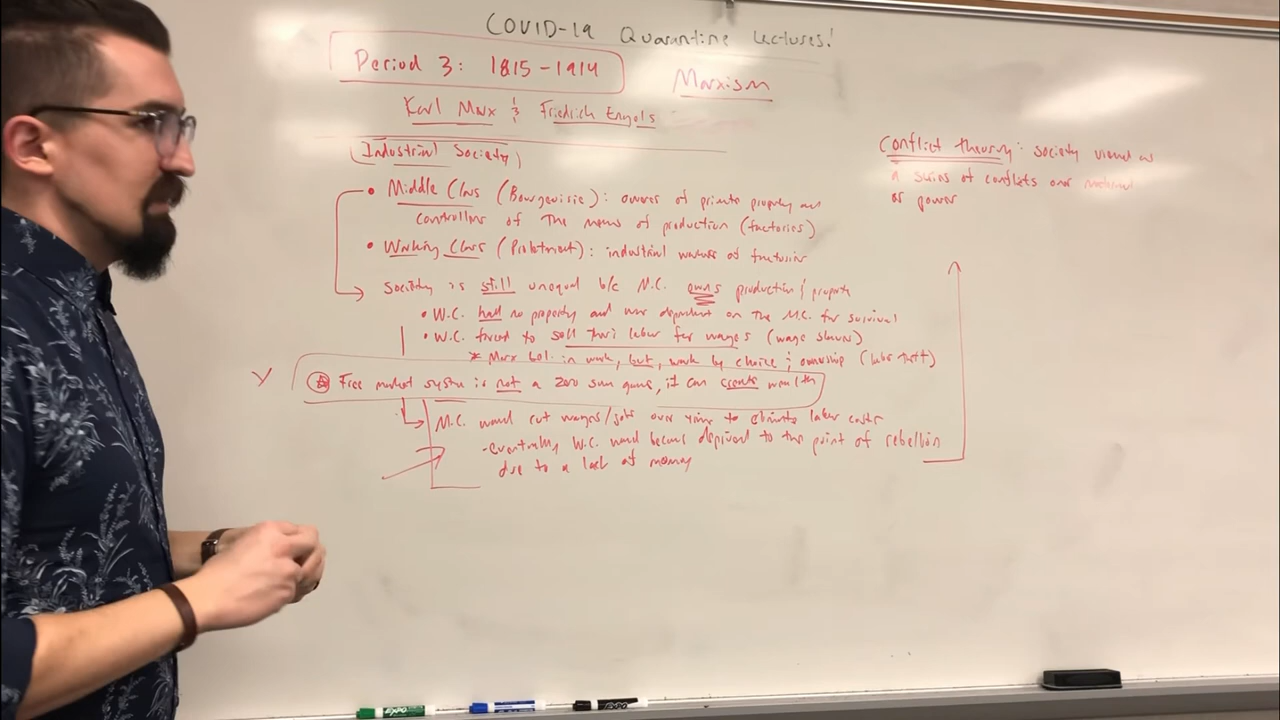 COVID-19 Quarantine Lectures!
Period 3: 1815-1914
Marxism
Karl Marx & Friedrich Engels
Industrial Society
• Middle Class (Bourgeoisie): owners of private property and
controllers of the means of production (factories)
• Working Class (Proletariat): industrial workers of factories
Society is still unequal b/c M.C. owns production & property
• W.C. had no property and was dependent on the M.C. for survival
• W.C. forced to sell their labor for wages (wage slaves)
* Marx bel. in work, but, work by choice & ownership
Free market system is not a zero sum game, it can create wealth
M.C. would cut wages/jobs over time to eliminate labor costs
- eventually W.C. would become deprived to the point of rebellion
due to a lack of money
Conflict theory: society viewed as
a series of conflicts over material
or power
EXPO
EXPO
EXPO